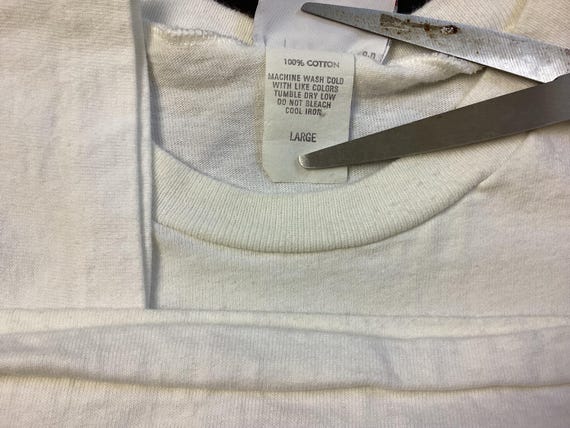 100% COTTON
MACHINE WASH COLD
WITH LIKE COLORS
TUMBLE DRY LOW
DO NOT BLEACH
COOL IRON
LARGE